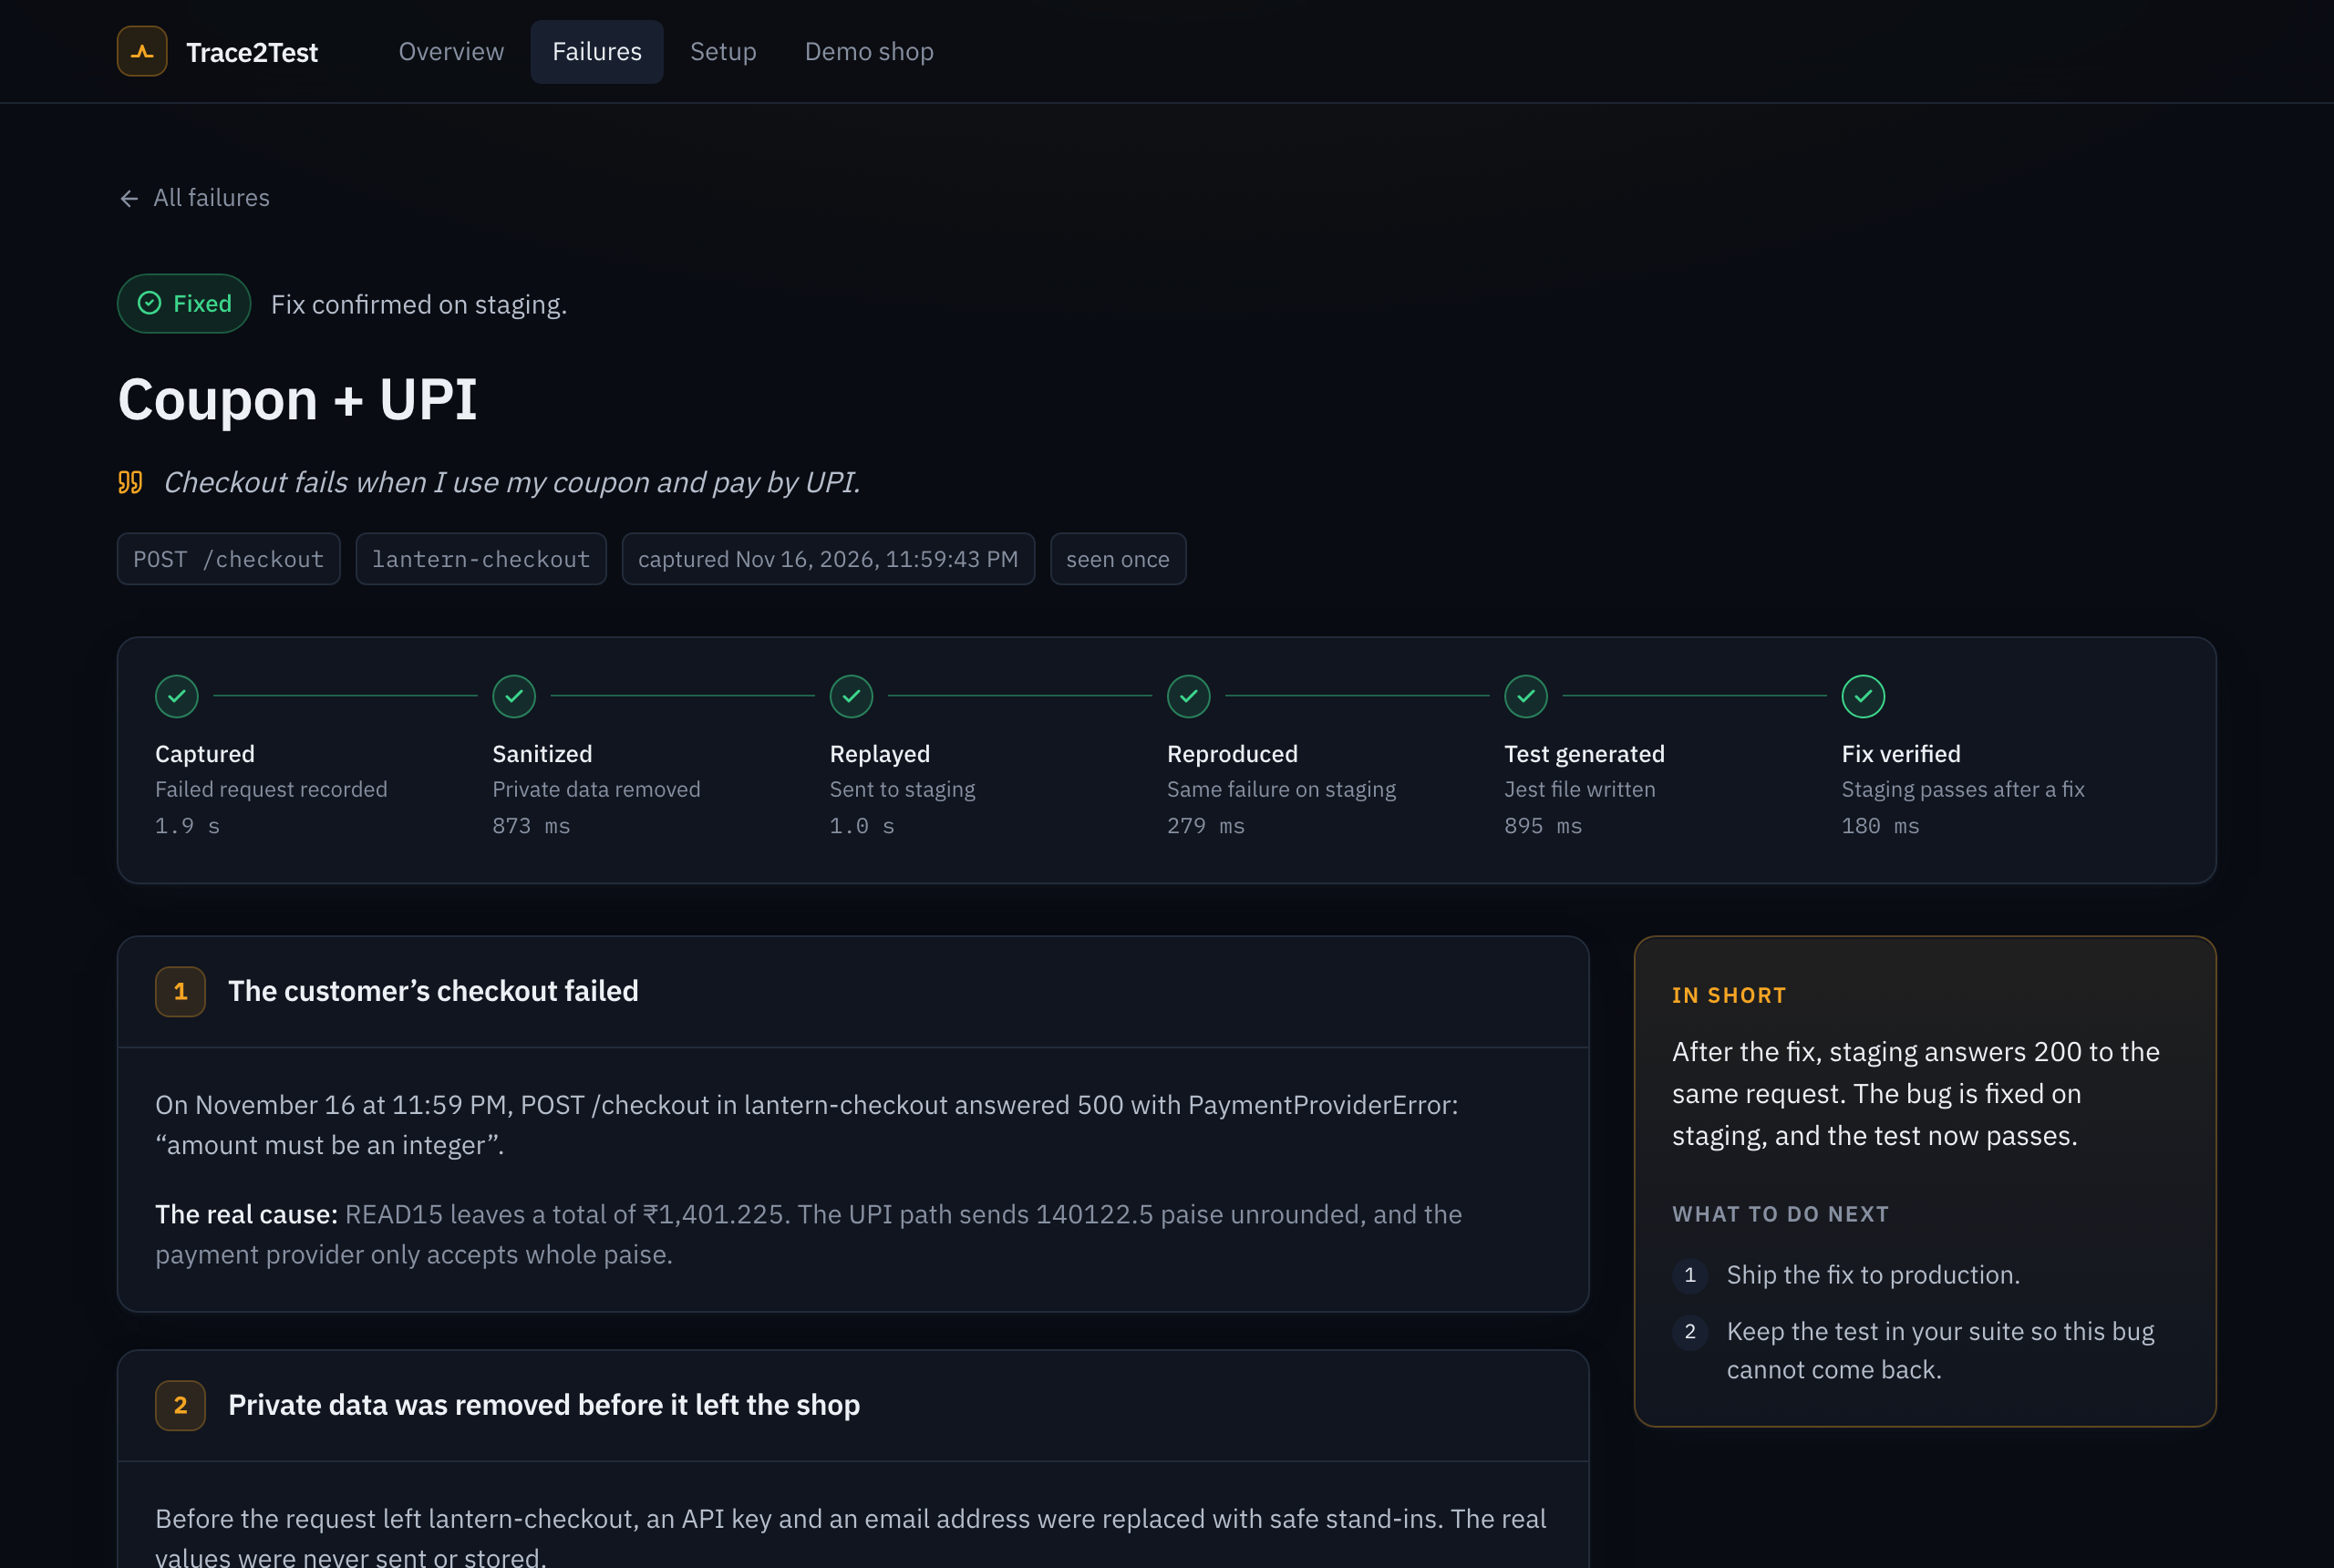 Trace2Test
Overview
Failures
Setup
Demo shop
All failures
Fixed
Fix confirmed on staging.
Coupon + UPI
Checkout fails when I use my coupon and pay by UPI.
POST /checkout
lantern-checkout
captured Nov 16, 2026, 11:59:43 PM
seen once
Captured
Failed request recorded
1.9 s
Sanitized
Private data removed
873 ms
Replayed
Sent to staging
1.0 s
Reproduced
Same failure on staging
279 ms
Test generated
Jest file written
895 ms
Fix verified
Staging passes after a fix
180 ms
1
The customer’s checkout failed
On November 16 at 11:59 PM, POST /checkout in lantern-checkout answered 500 with PaymentProviderError:
“amount must be an integer”.
The real cause: READ15 leaves a total of ₹1,401.225. The UPI path sends 140122.5 paise unrounded, and the
payment provider only accepts whole paise.
2
Private data was removed before it left the shop
Before the request left lantern-checkout, an API key and an email address were replaced with safe stand-ins. The real
values were never sent or stored.
IN SHORT
After the fix, staging answers 200 to the
same request. The bug is fixed on
staging, and the test now passes.
WHAT TO DO NEXT
1
Ship the fix to production.
2
Keep the test in your suite so this bug
cannot come back.